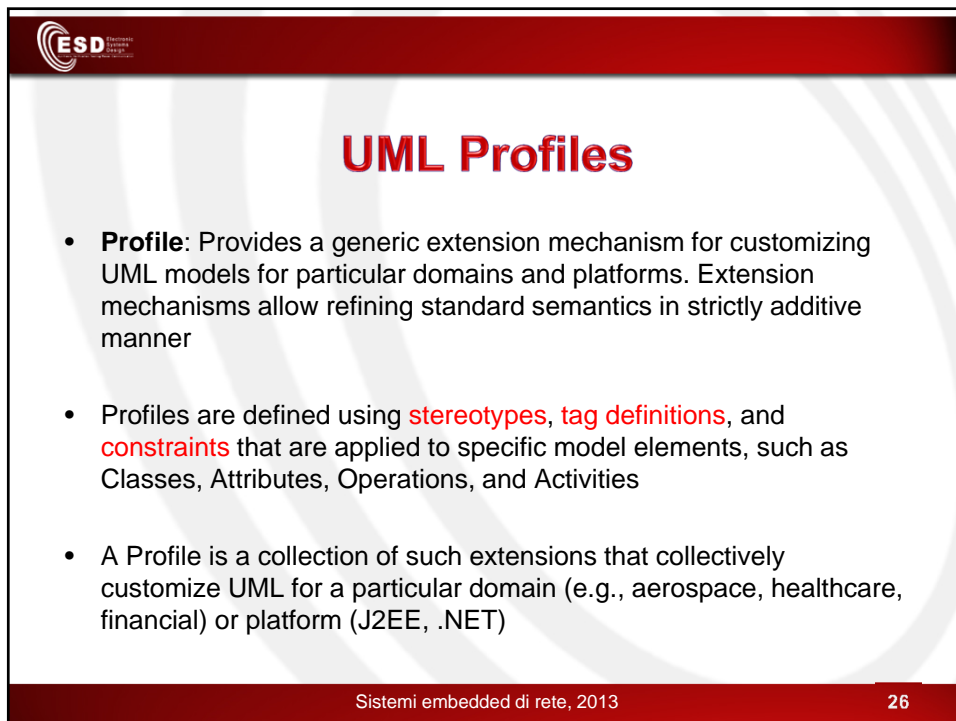 ESD Electronic
Systems
Design
UML Profiles
• Profile: Provides a generic extension mechanism for customizing
UML models for particular domains and platforms. Extension
mechanisms allow refining standard semantics in strictly additive
manner
• Profiles are defined using stereotypes, tag definitions, and
constraints that are applied to specific model elements, such as
Classes, Attributes, Operations, and Activities
• A Profile is a collection of such extensions that collectively
customize UML for a particular domain (e.g., aerospace, healthcare,
financial) or platform (J2EE, .NET)
Sistemi embedded di rete, 2013
26